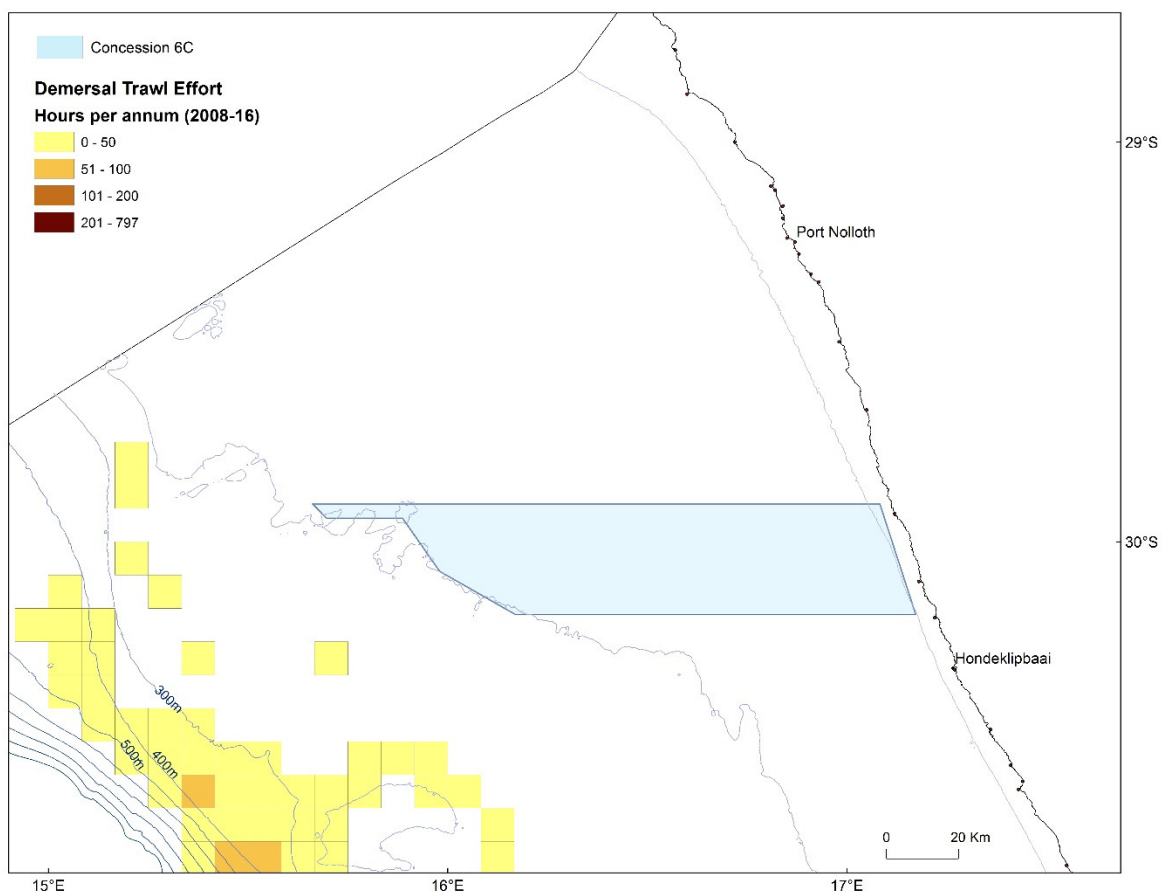 Concession 6C
Demersal Trawl Effort
Hours per annum (2008-16)
0 - 50
51 - 100
101 - 200
201 - 797
29°S
Port Nolloth
30°S
Hondeklipbaai
300m
400m
500m
0 20 Km
15°E 16°E 17°E